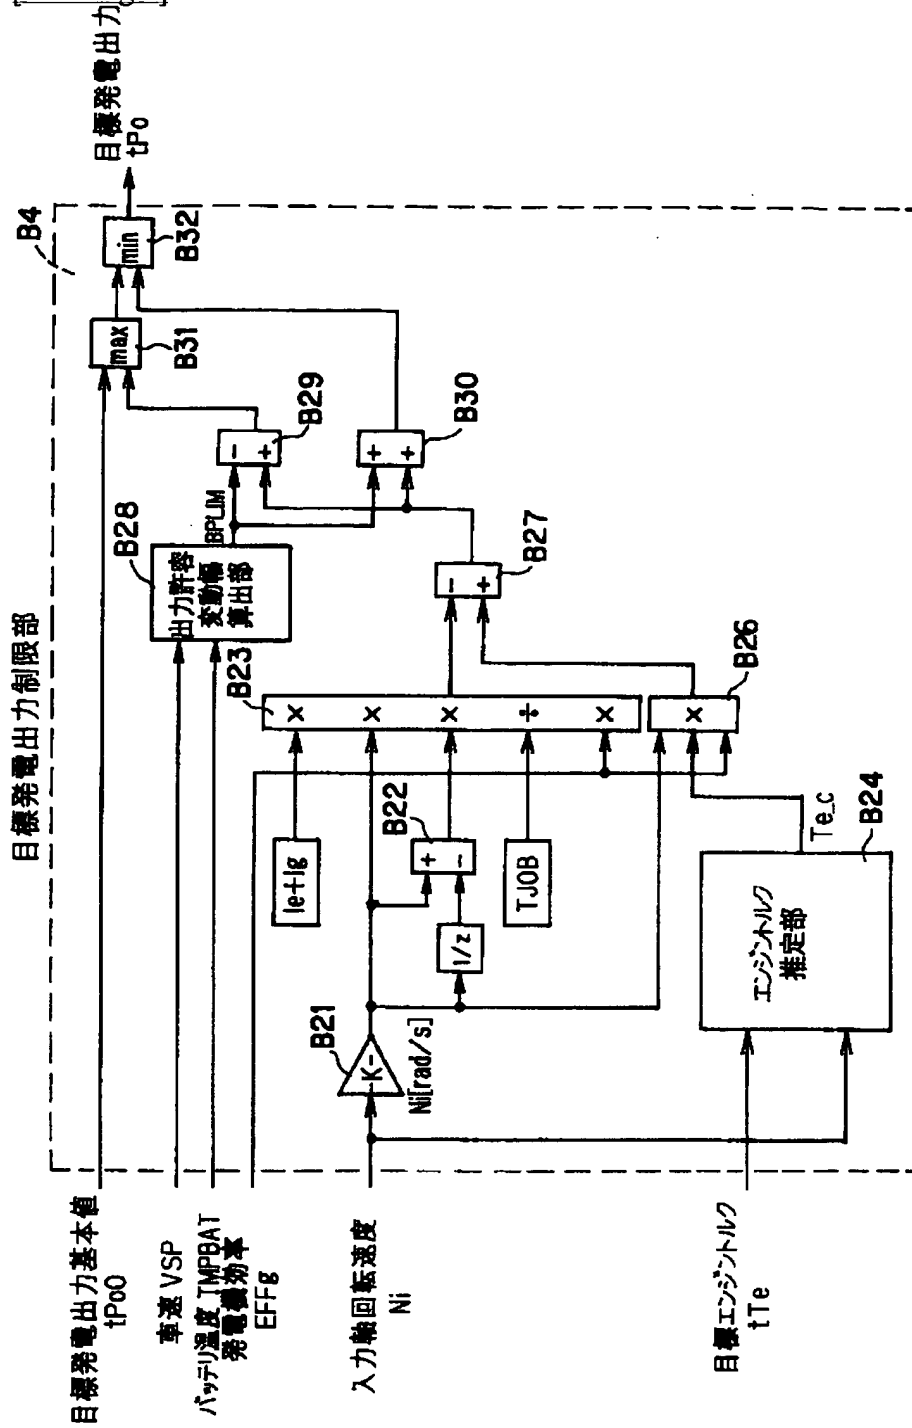 目標発電出力制限部
B4
目標発電出力基本値
tPo0
車速 VSP
バッテリ温度 TMPBAT
発電機効率
EFFg
入力軸回転速度
Ni
目標エンジントルク
tTe
B21
K-
Ni[rad/s]
1/z
B22
+
-
Ie+Ig
TJOB
B23
×
×
×
÷
×
エンジントルク
推定部
B24
Te_C
B26
×
B27
-
+
B28
出力許容
変動幅
算出部
BPLIM
B29
-
+
B30
+
+
max
B31
min
B32
目標発電出力
tPo